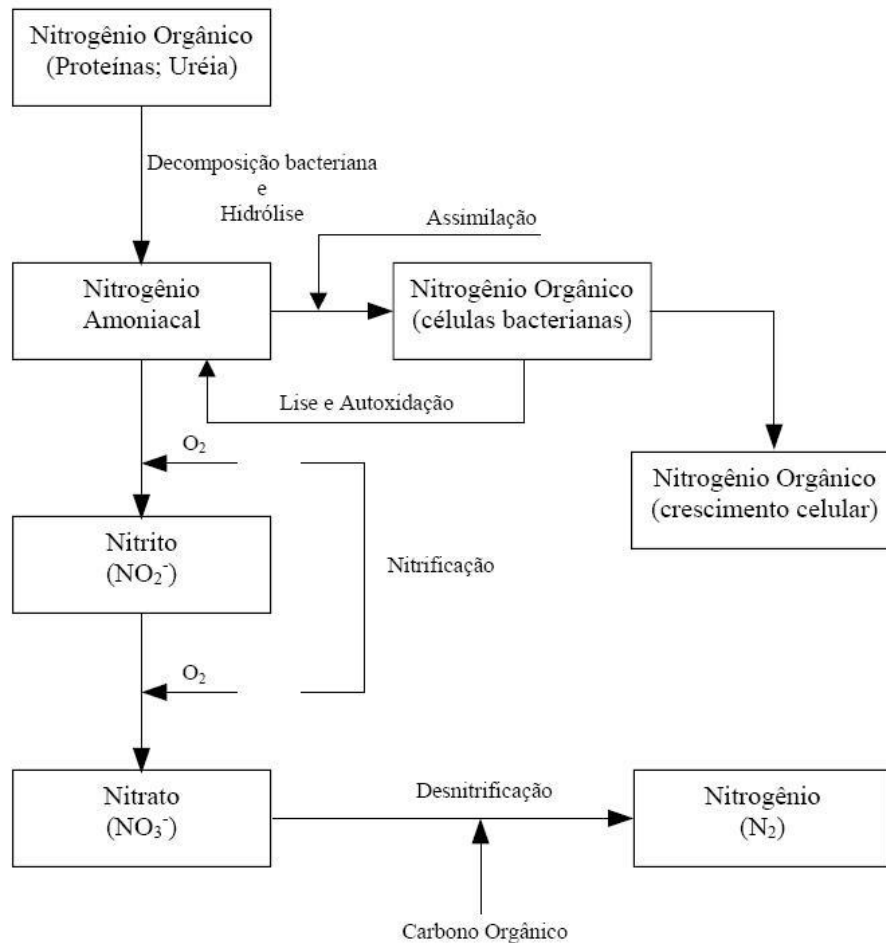 Nitrogênio Orgânico
(Proteínas; Uréia)
Decomposição bacteriana
e
Hidrólise
Assimilação
Nitrogênio
Amoniacal
Nitrogênio Orgânico
(células bacterianas)
Lise e Autoxidação
O₂
Nitrogênio Orgânico
(crescimento celular)
Nitrito
(NO₂⁻)
Nitrificação
O₂
Nitrato
(NO₃⁻)
Desnitrificação
Nitrogênio
(N₂)
Carbono Orgânico